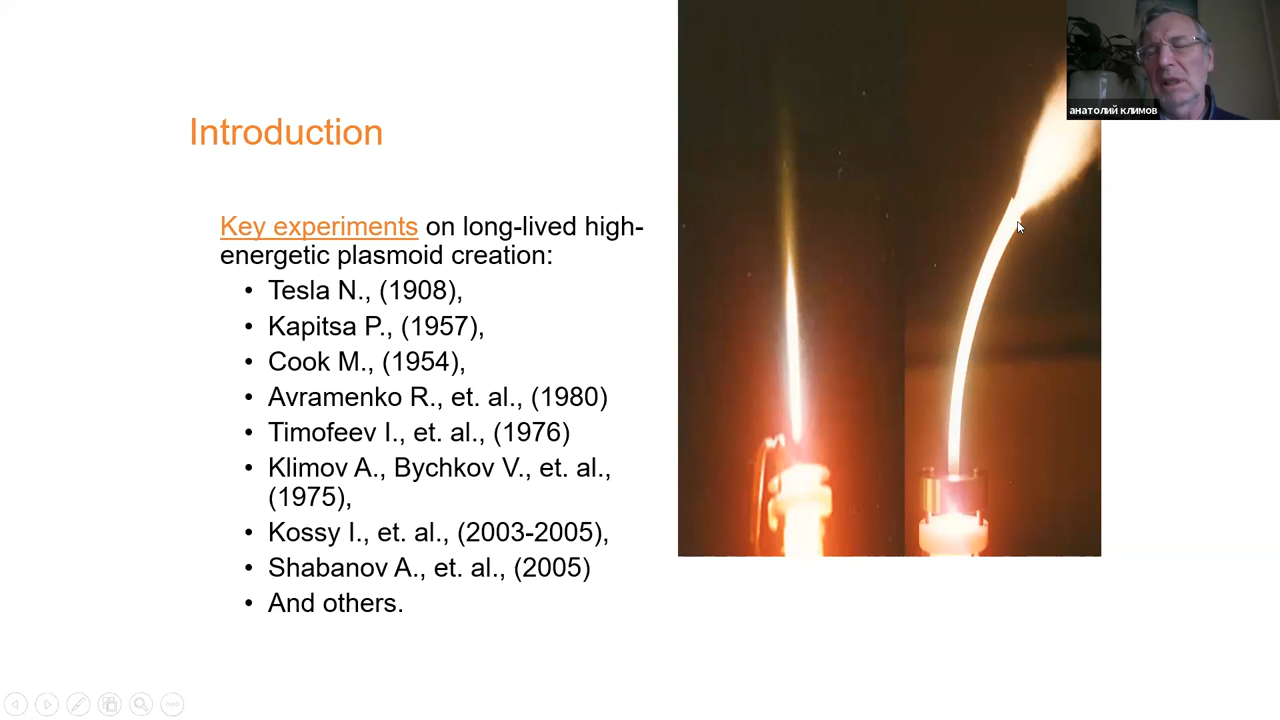 анатолий климов
Introduction
Key experiments on long-lived high-
energetic plasmoid creation:
• Tesla N., (1908),
• Kapitsa P., (1957),
• Cook M., (1954),
• Avramenko R., et. al., (1980)
• Timofeev I., et. al., (1976)
• Klimov A., Bychkov V., et. al.,
(1975),
• Kossy I., et. al., (2003-2005),
• Shabanov A., et. al., (2005)
• And others.